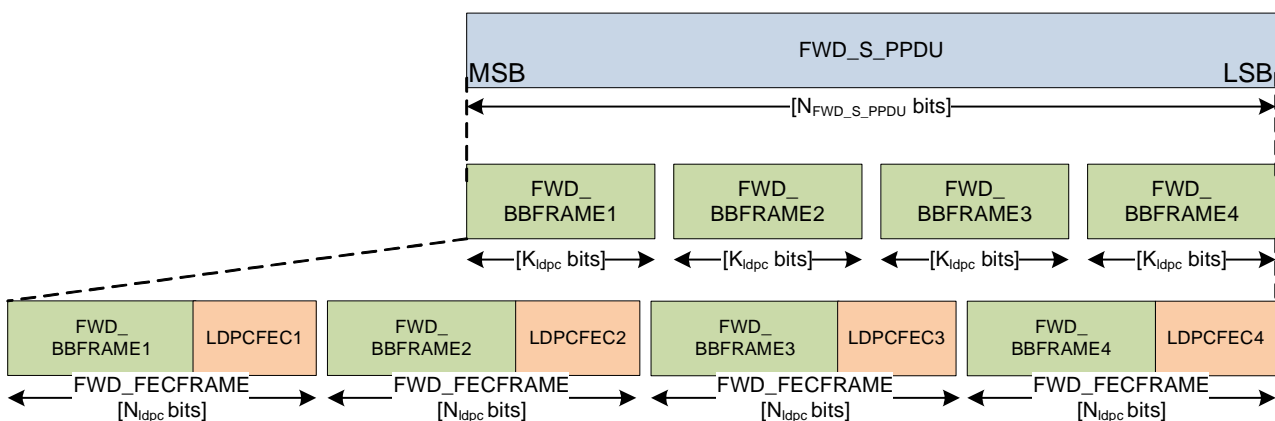 FWD_S_PPDU
MSB
LSB
[NFWD_S_PPDU bits]
FWD_
BBFRAME1
FWD_
BBFRAME2
FWD_
BBFRAME3
FWD_
BBFRAME4
[Kldpc bits]
[Kldpc bits]
[Kldpc bits]
[Kldpc bits]
FWD_
BBFRAME1
LDPCFEC1
FWD_
BBFRAME2
LDPCFEC2
FWD_
BBFRAME3
LDPCFEC3
FWD_
BBFRAME4
LDPCFEC4
FWD_FECFRAME
[Nldpc bits]
FWD_FECFRAME
[Nldpc bits]
FWD_FECFRAME
[Nldpc bits]
FWD_FECFRAME
[Nldpc bits]